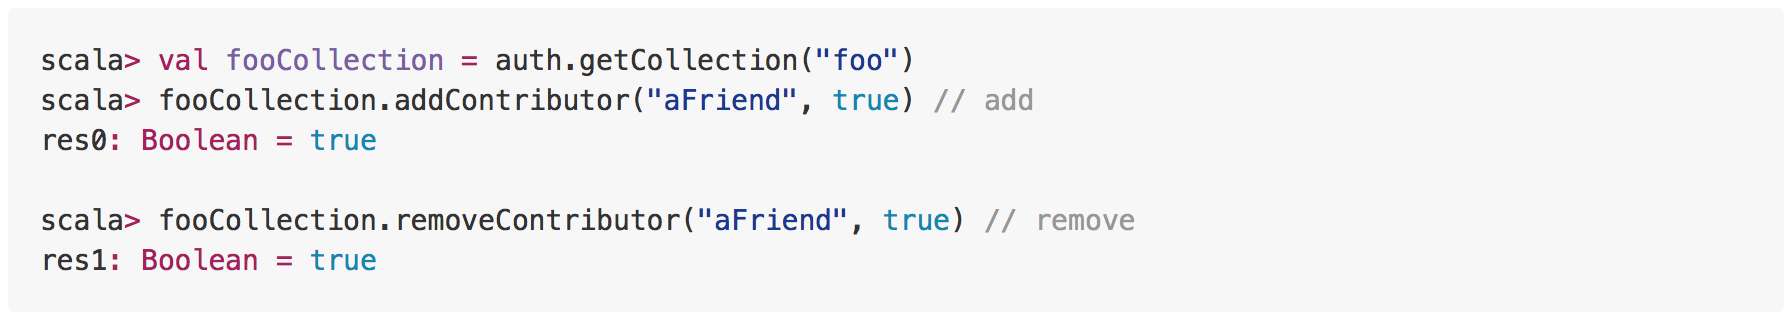 scala> val fooCollection = auth.getCollection("foo")
scala> fooCollection.addContributor("aFriend", true) // add
res0: Boolean = true
scala> fooCollection.removeContributor("aFriend", true) // remove
res1: Boolean = true